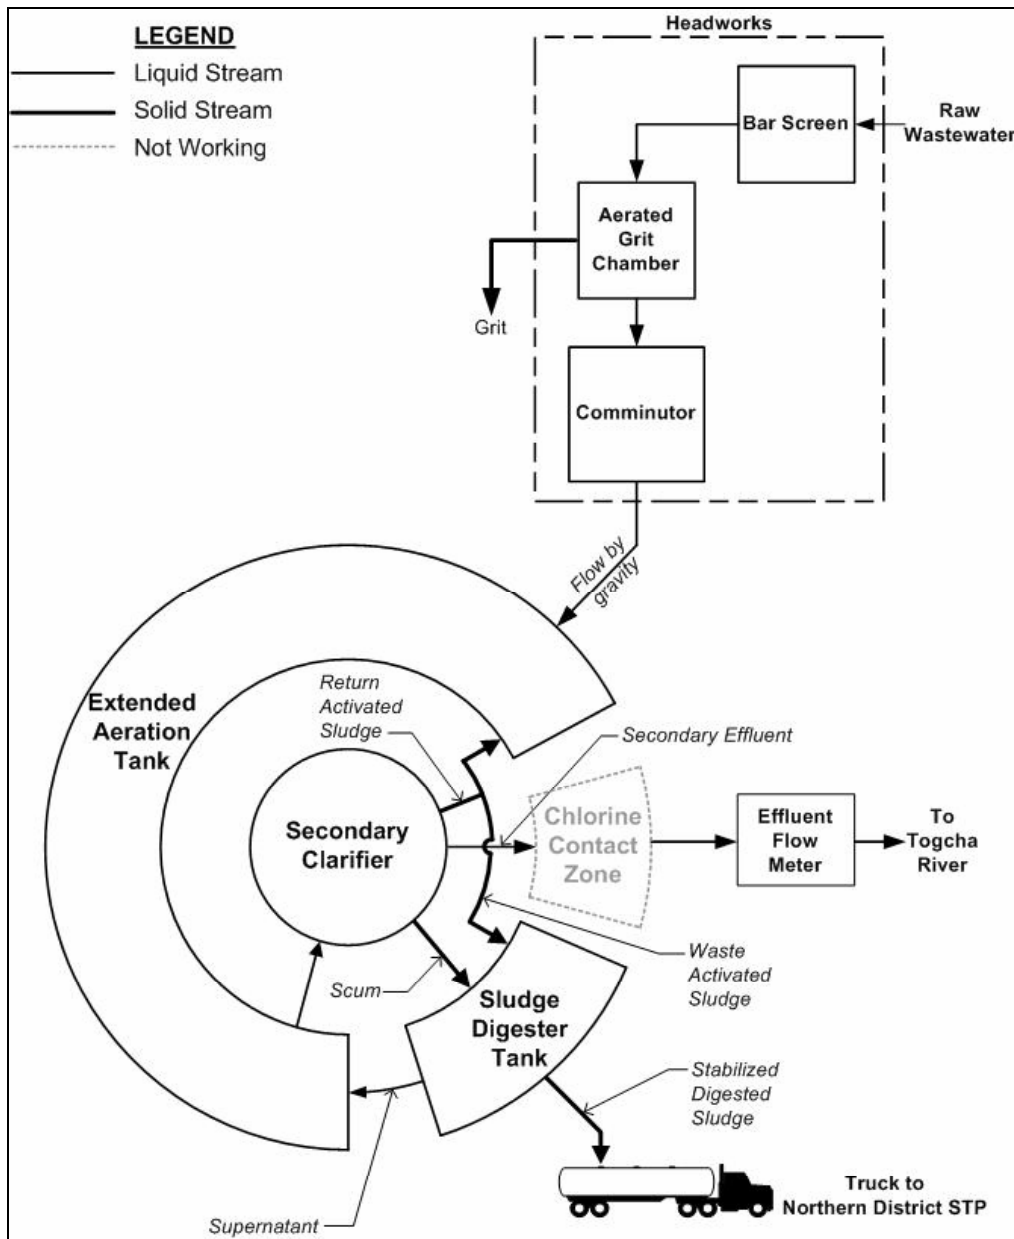 LEGEND
Liquid Stream
Solid Stream
Not Working
Headworks
Bar Screen
Raw
Wastewater
Aerated
Grit
Chamber
Grit
Comminutor
Flow by
gravity
Extended
Aeration
Tank
Return
Activated
Sludge
Secondary Effluent
Secondary
Clarifier
Chlorine
Contact
Zone
Effluent
Flow
Meter
To
Togcha
River
Scum
Waste
Activated
Sludge
Sludge
Digester
Tank
Stabilized
Digested
Sludge
Supernatant
Truck to
Northern District STP